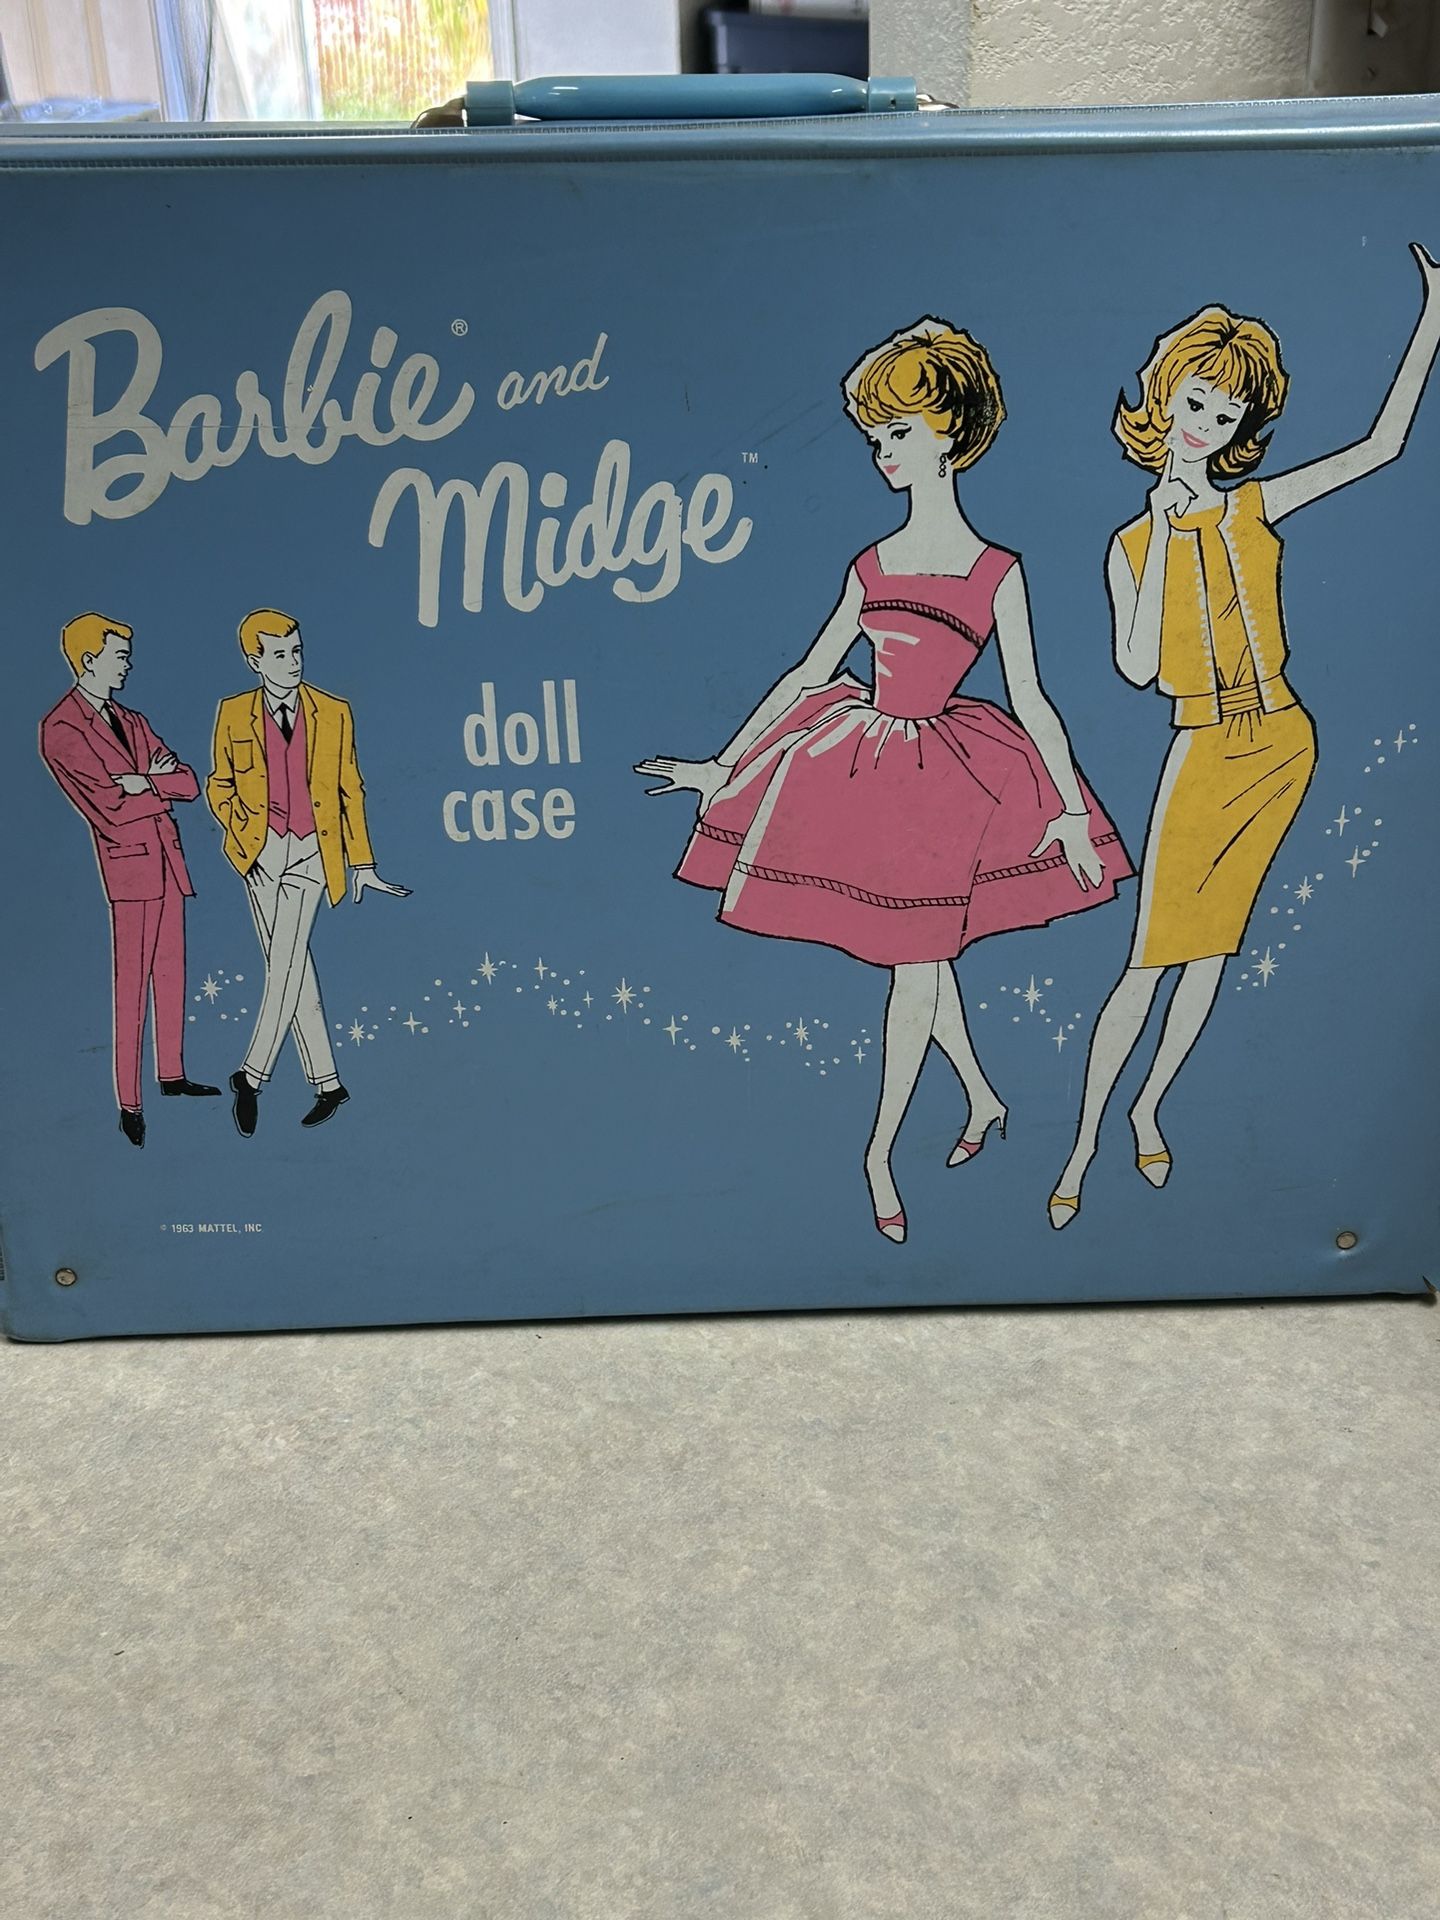 Barbie® and
Midge™
doll
case
© 1963 MATTEL, INC